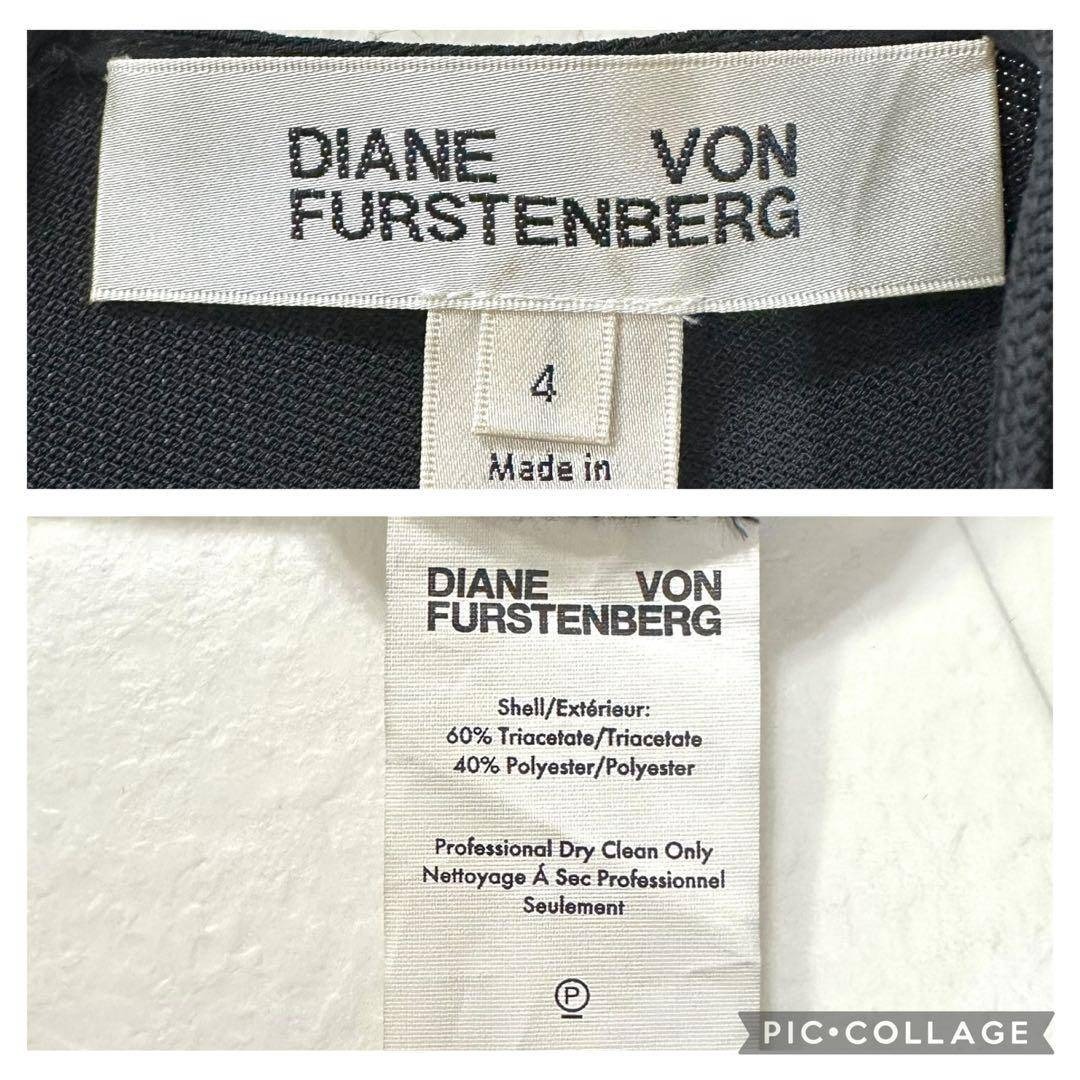 DIANE VON
FURSTENBERG
4
Made in
DIANE VON
FURSTENBERG
Shell/Extérieur:
60% Triacetate/Triacetate
40% Polyester/Polyester
Professional Dry Clean Only
Nettoyage Á Sec Professionnel
Seulement
P
PIC•COLLAGE